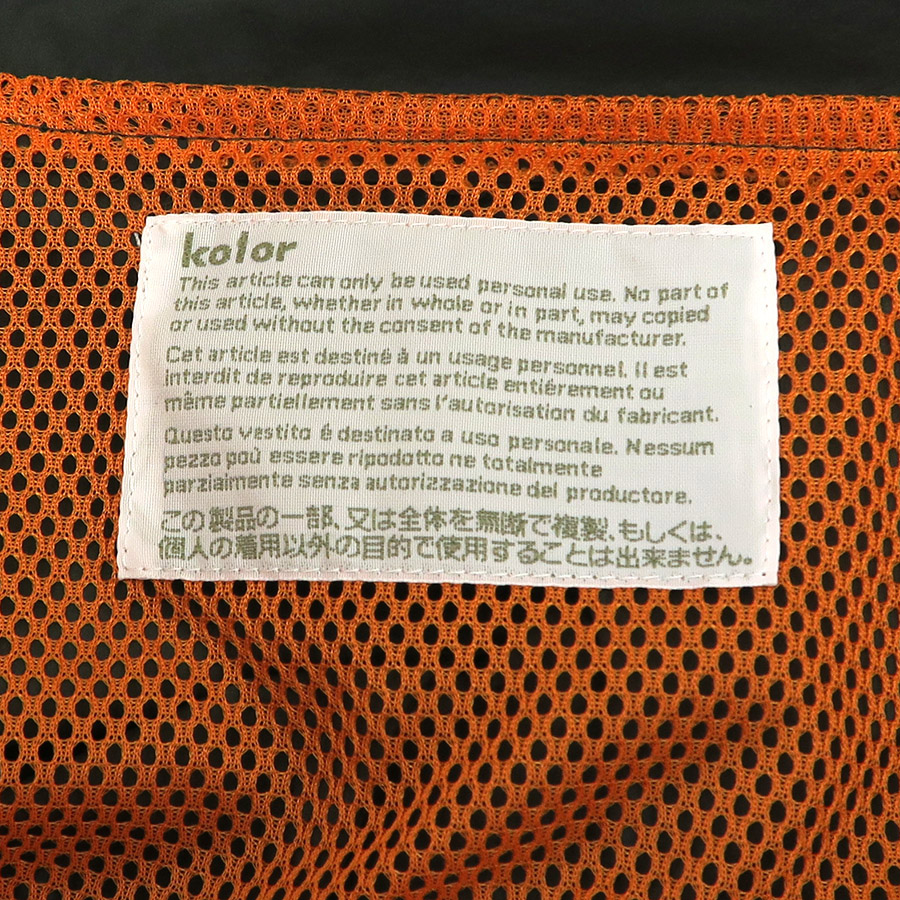 kolor
This article can only be used personal use. No part of
this article, whether in whole or in part, may copied
or used without the consent of the manufacturer.
Cet article est destiné à un usage personnel. Il est
interdit de reproduire cet article entiérement ou
même partiellement sans l'autorisation du fabricant.
Questo vestito é destinato a uso personale. Nessum
pezzo poú essere ripodotto ne totalmente
parziaimente senza autorizzazione del productore.
この製品の一部、又は全体を無断で複製、もしくは、
個人の着用以外の目的で使用することは出来ません。